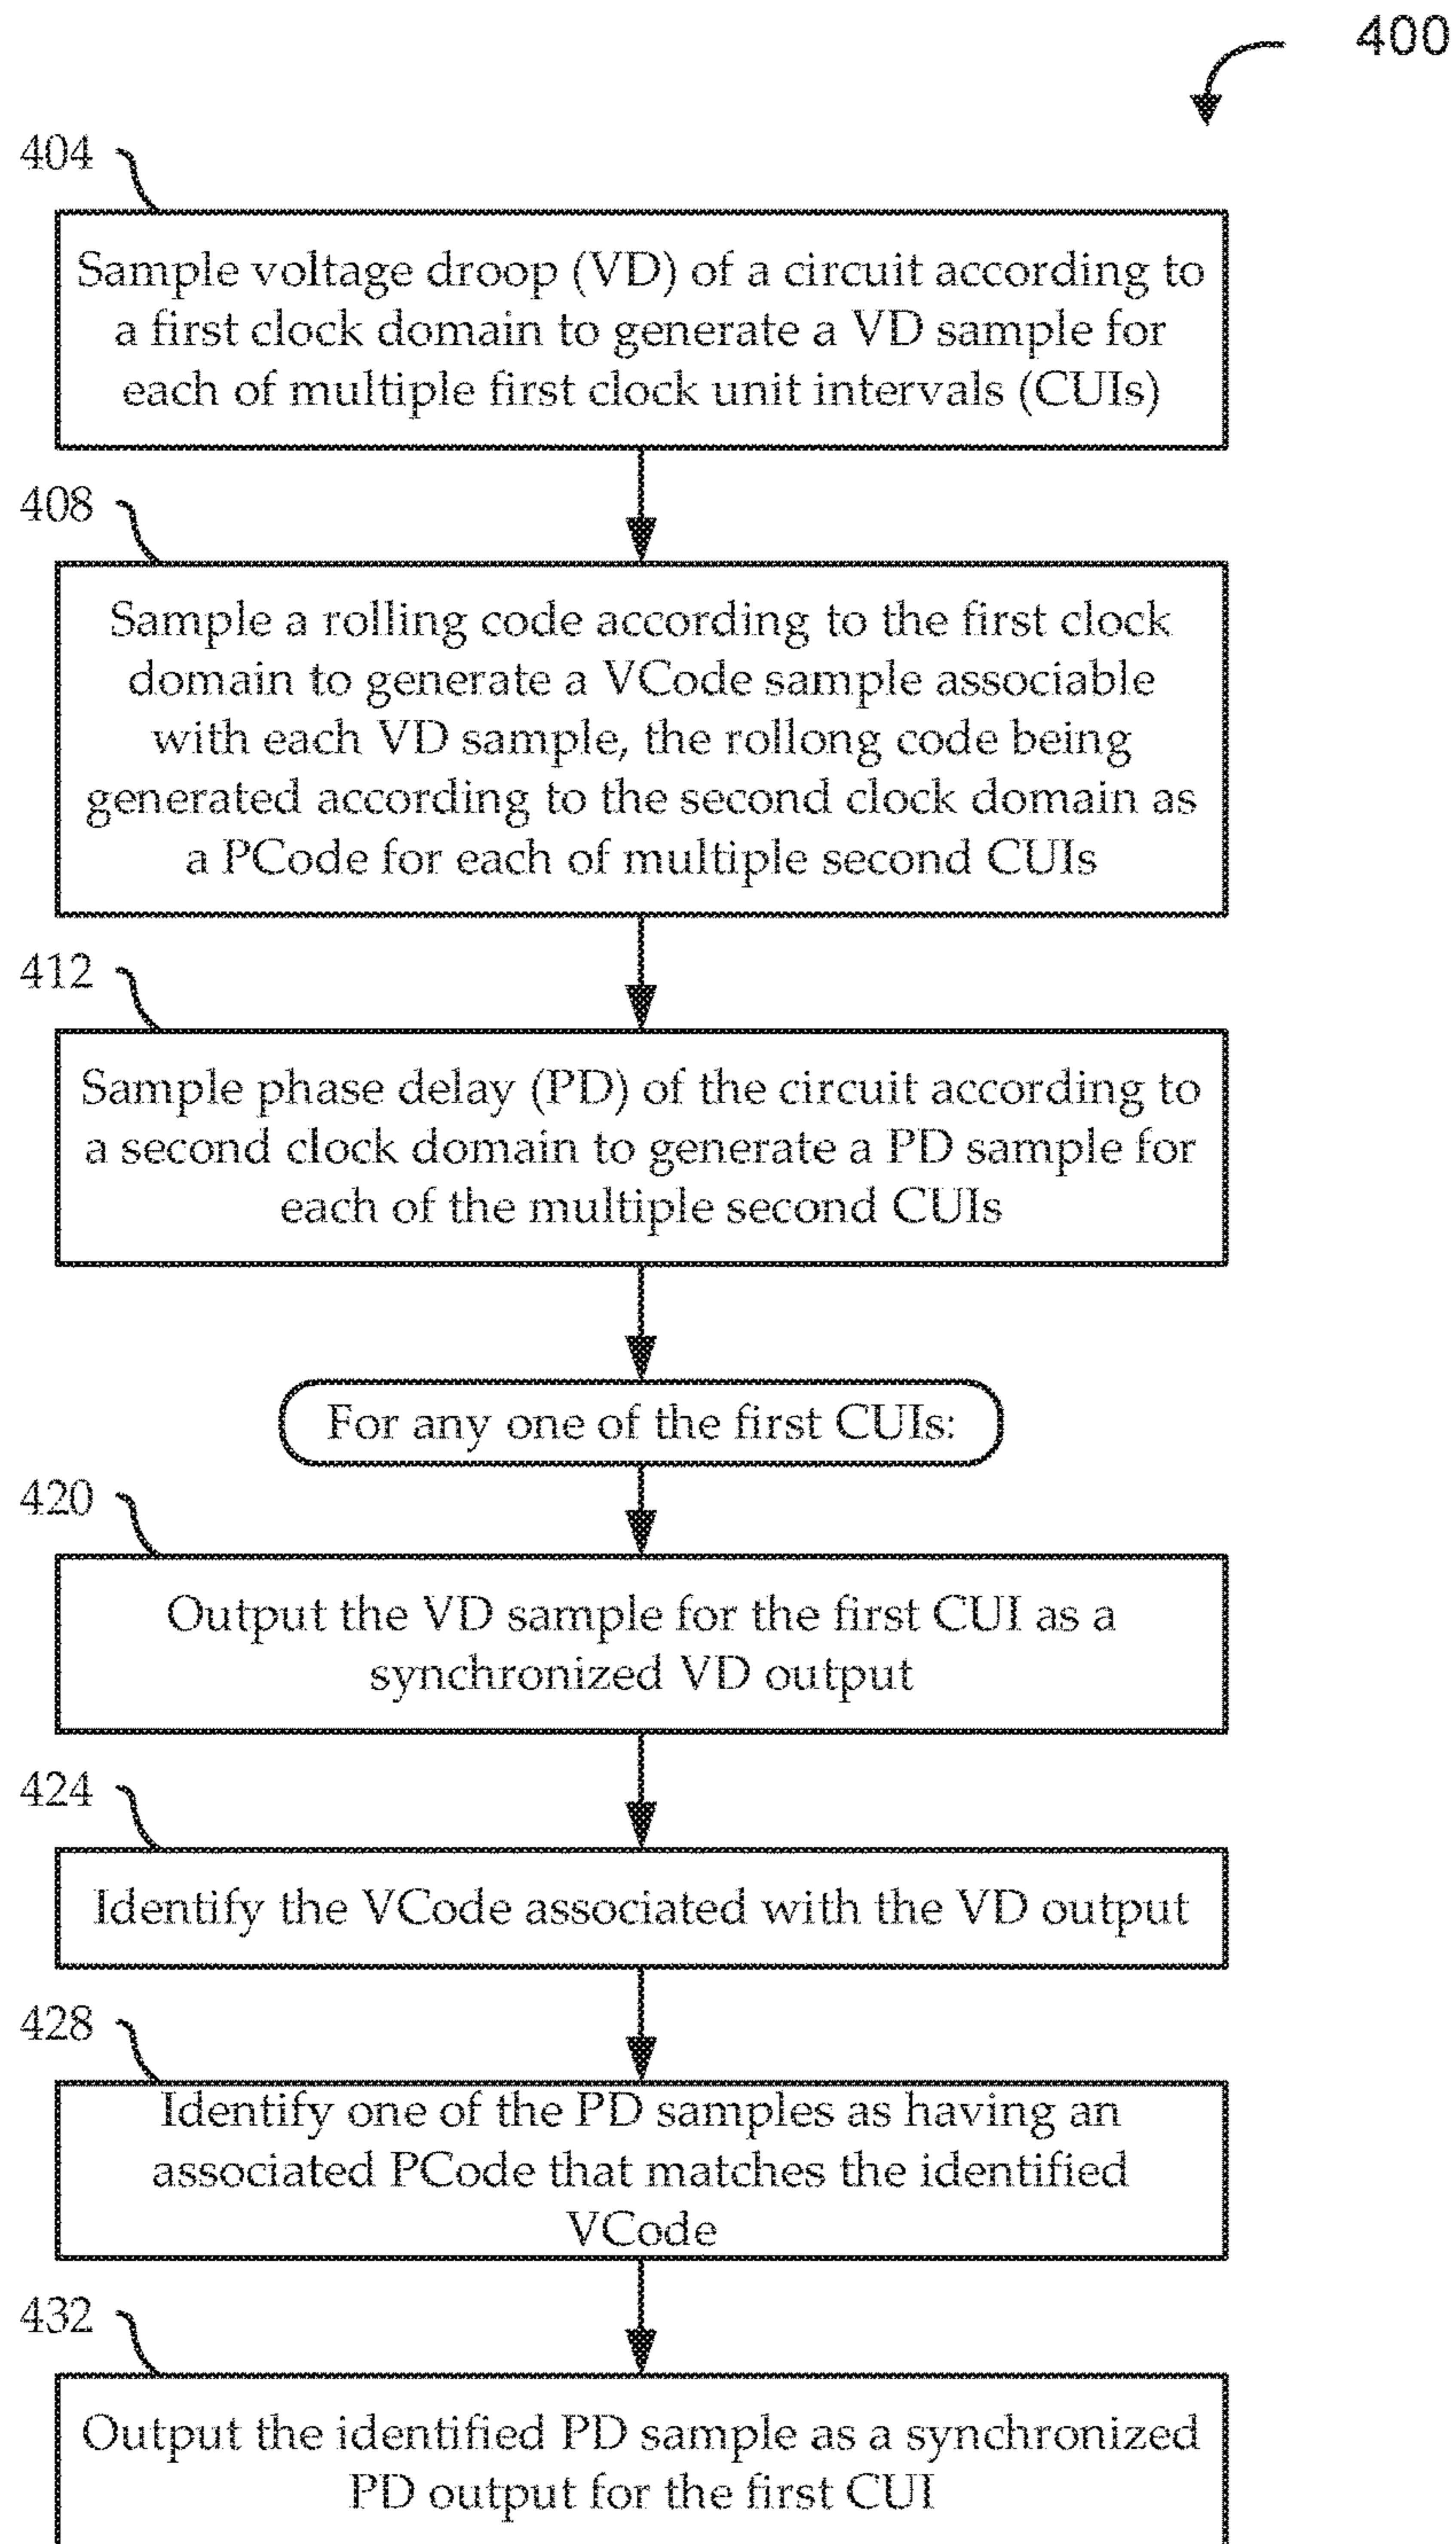 400
404
Sample voltage droop (VD) of a circuit according to
a first clock domain to generate a VD sample for
each of multiple first clock unit intervals (CUIs)
408
Sample a rolling code according to the first clock
domain to generate a VCode sample associable
with each VD sample, the rollong code being
generated according to the second clock domain as
a PCode for each of multiple second CUIs
412
Sample phase delay (PD) of the circuit according to
a second clock domain to generate a PD sample for
each of the multiple second CUIs
For any one of the first CUIs:
420
Output the VD sample for the first CUI as a
synchronized VD output
424
Identify the VCode associated with the VD output
428
Identify one of the PD samples as having an
associated PCode that matches the identified
VCode
432
Output the identified PD sample as a synchronized
PD output for the first CUI